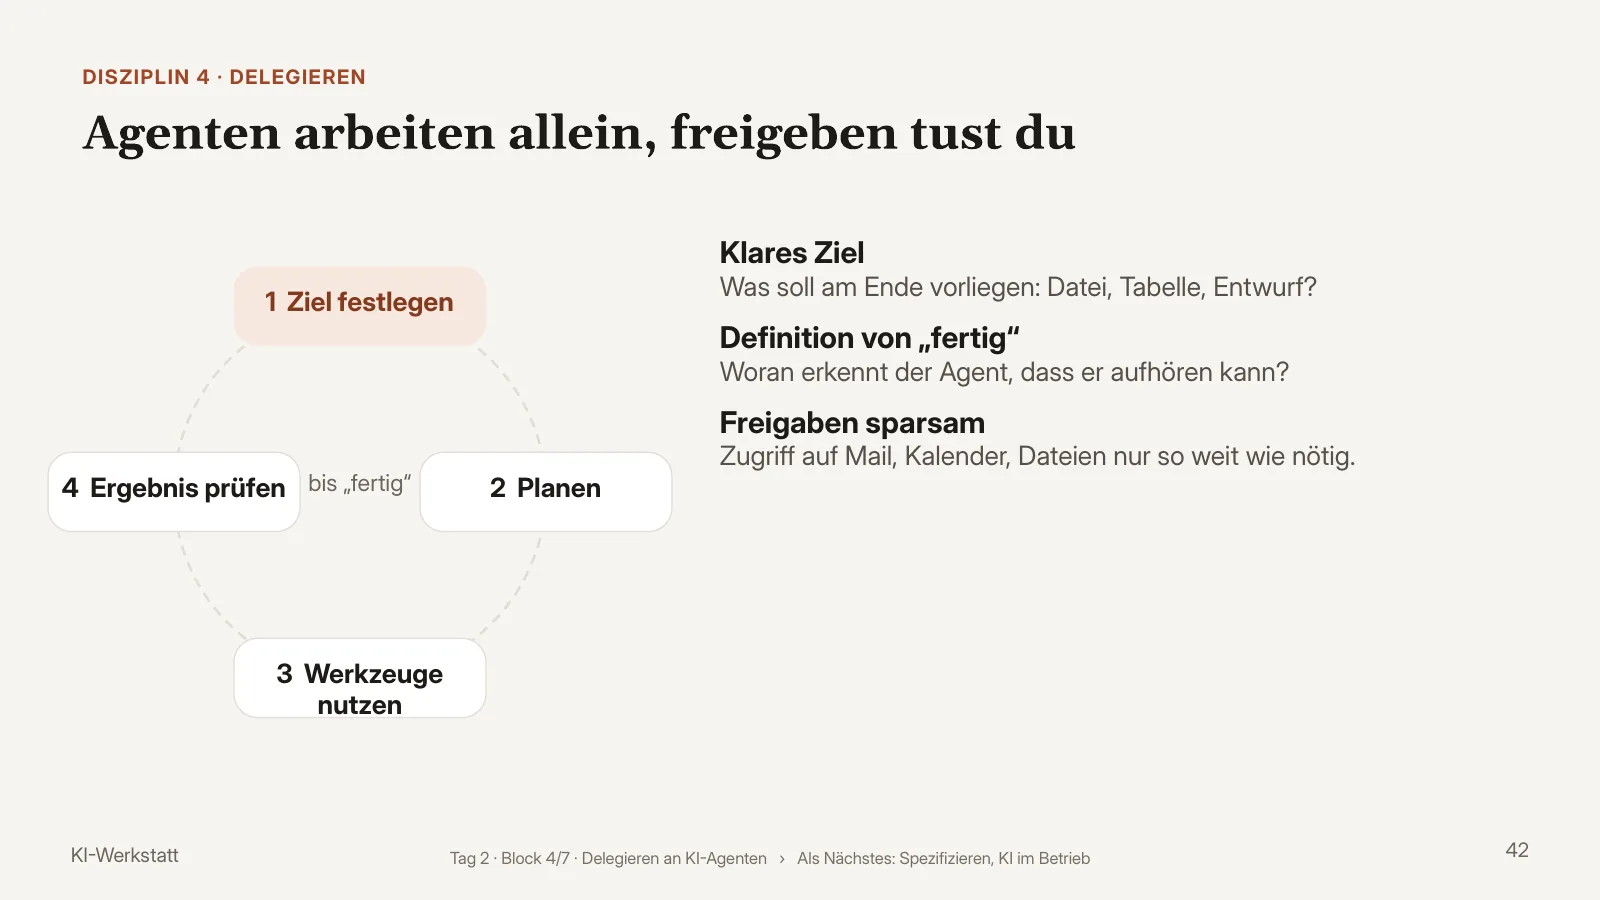 DISZIPLIN 4 · DELEGIEREN
Agenten arbeiten allein, freigeben tust du
1 Ziel festlegen
2 Planen
3 Werkzeuge
nutzen
4 Ergebnis prüfen
bis „fertig“
Klares Ziel
Was soll am Ende vorliegen: Datei, Tabelle, Entwurf?
Definition von „fertig“
Woran erkennt der Agent, dass er aufhören kann?
Freigaben sparsam
Zugriff auf Mail, Kalender, Dateien nur so weit wie nötig.
KI-Werkstatt
Tag 2 · Block 4/7 · Delegieren an KI-Agenten › Als Nächstes: Spezifizieren, KI im Betrieb
42